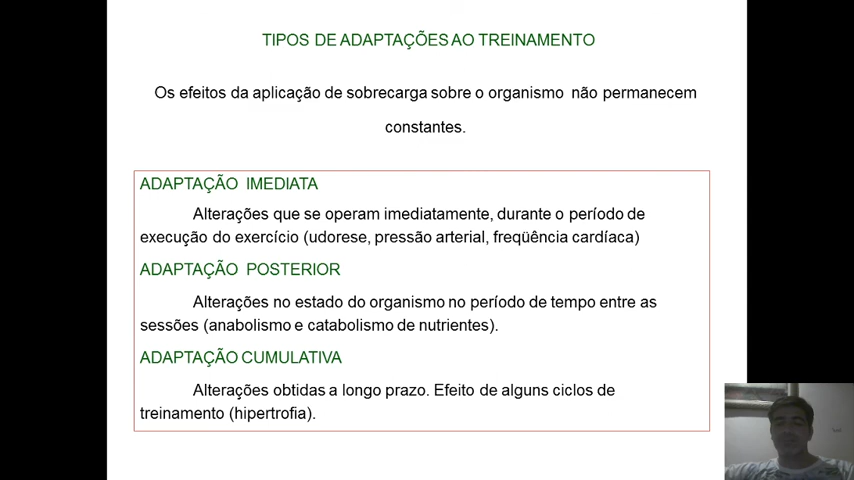 TIPOS DE ADAPTAÇÕES AO TREINAMENTO
Os efeitos da aplicação de sobrecarga sobre o organismo não permanecem
constantes.
ADAPTAÇÃO IMEDIATA
Alterações que se operam imediatamente, durante o período de
execução do exercício (udorese, pressão arterial, freqüência cardíaca)
ADAPTAÇÃO POSTERIOR
Alterações no estado do organismo no período de tempo entre as
sessões (anabolismo e catabolismo de nutrientes).
ADAPTAÇÃO CUMULATIVA
Alterações obtidas a longo prazo. Efeito de alguns ciclos de
treinamento (hipertrofia).